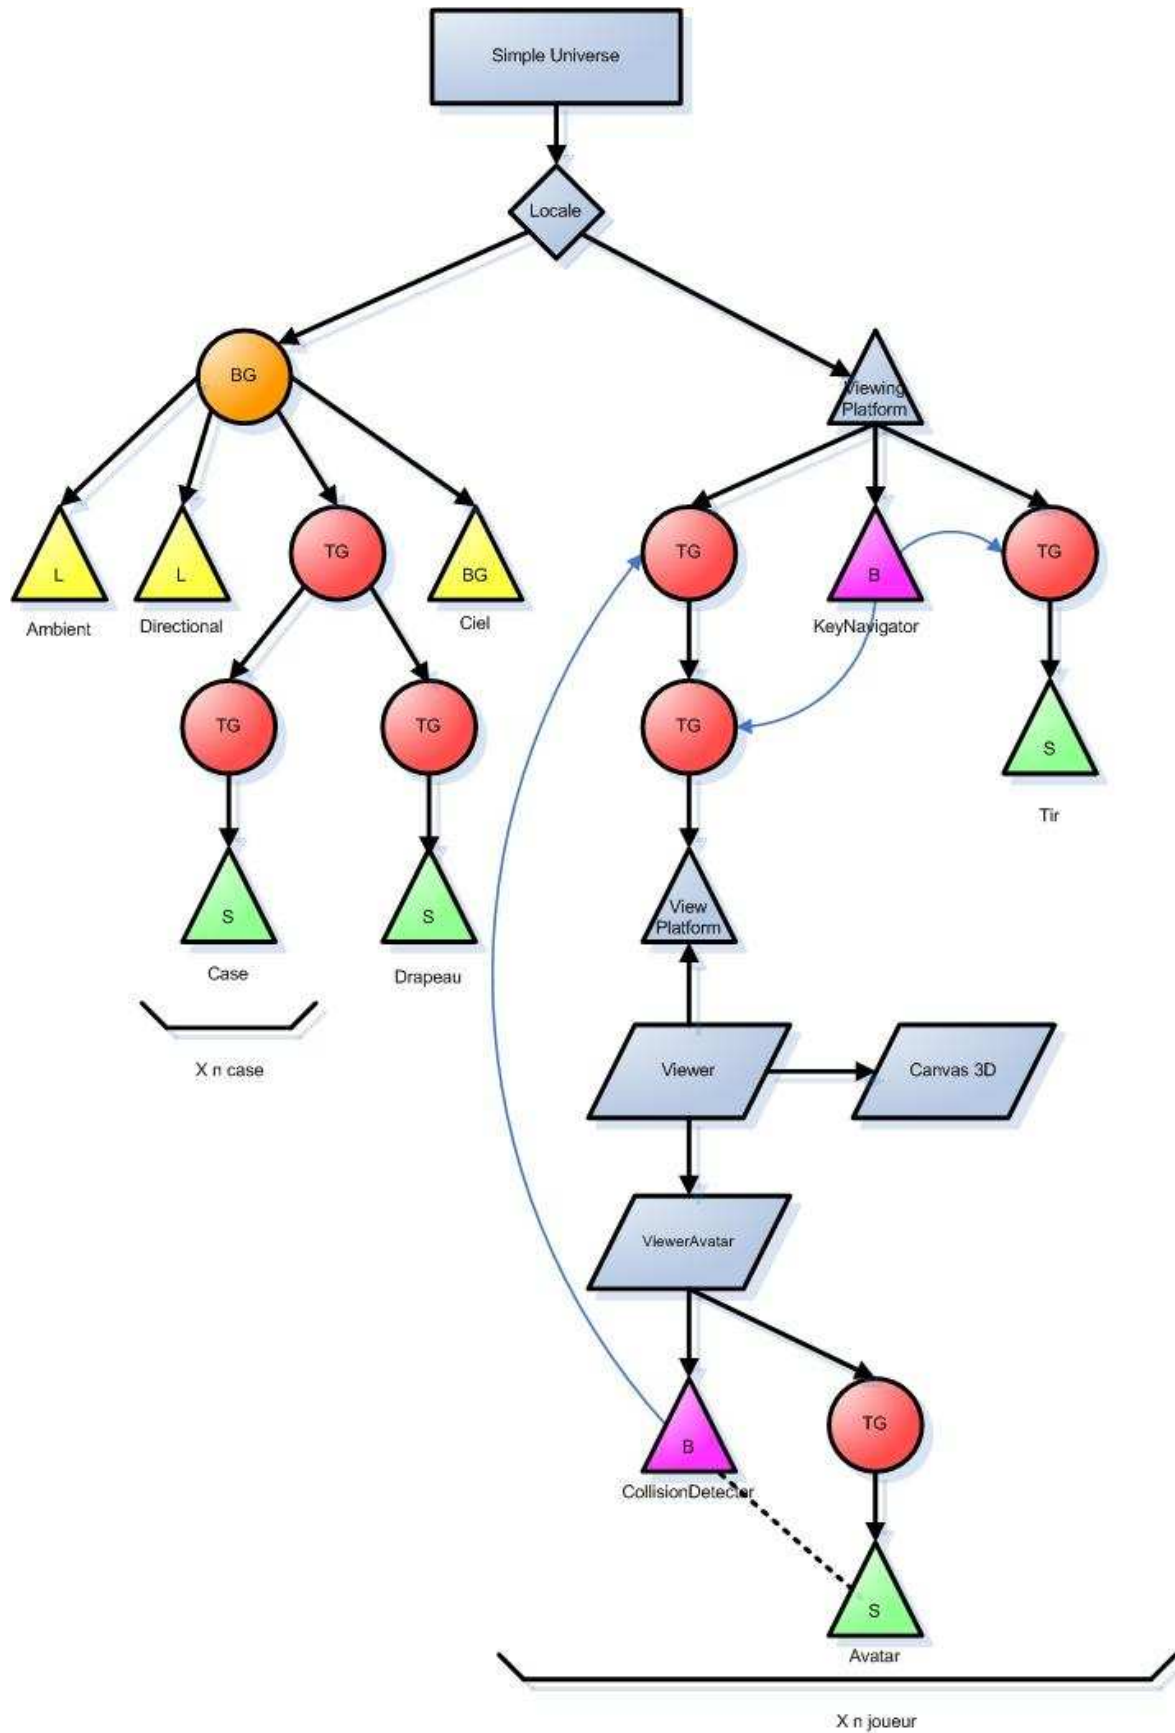 Simple Universe
Locale
BG
Viewing
Platform
L
L
TG
BG
TG
B
TG
Ambient
Directional
Ciel
KeyNavigator
TG
TG
TG
S
Tir
S
S
View
Platform
Case
Drapeau
X n case
Viewer
Canvas 3D
ViewerAvatar
B
TG
CollisionDetecter
S
Avatar
X n joueur